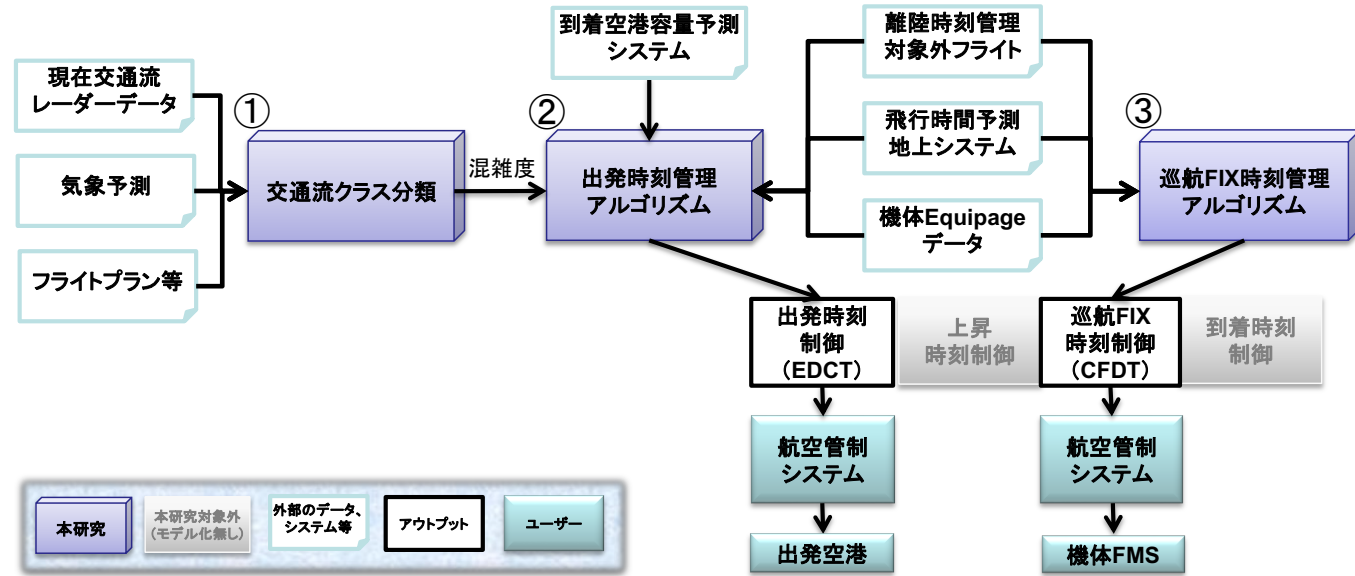 現在交通流
レーダーデータ
気象予測
フライトプラン等
①
交通流クラス分類
混雑度
到着空港容量予測
システム
②
出発時刻管理
アルゴリズム
離陸時刻管理
対象外フライト
飛行時間予測
地上システム
機体Equipage
データ
③
巡航FIX時刻管理
アルゴリズム
出発時刻
制御
（EDCT）
上昇
時刻制御
巡航FIX
時刻制御
（CFDT）
到着時刻
制御
航空管制
システム
航空管制
システム
出発空港
機体FMS
本研究
本研究対象外
（モデル化無し）
外部のデータ、
システム等
アウトプット
ユーザー